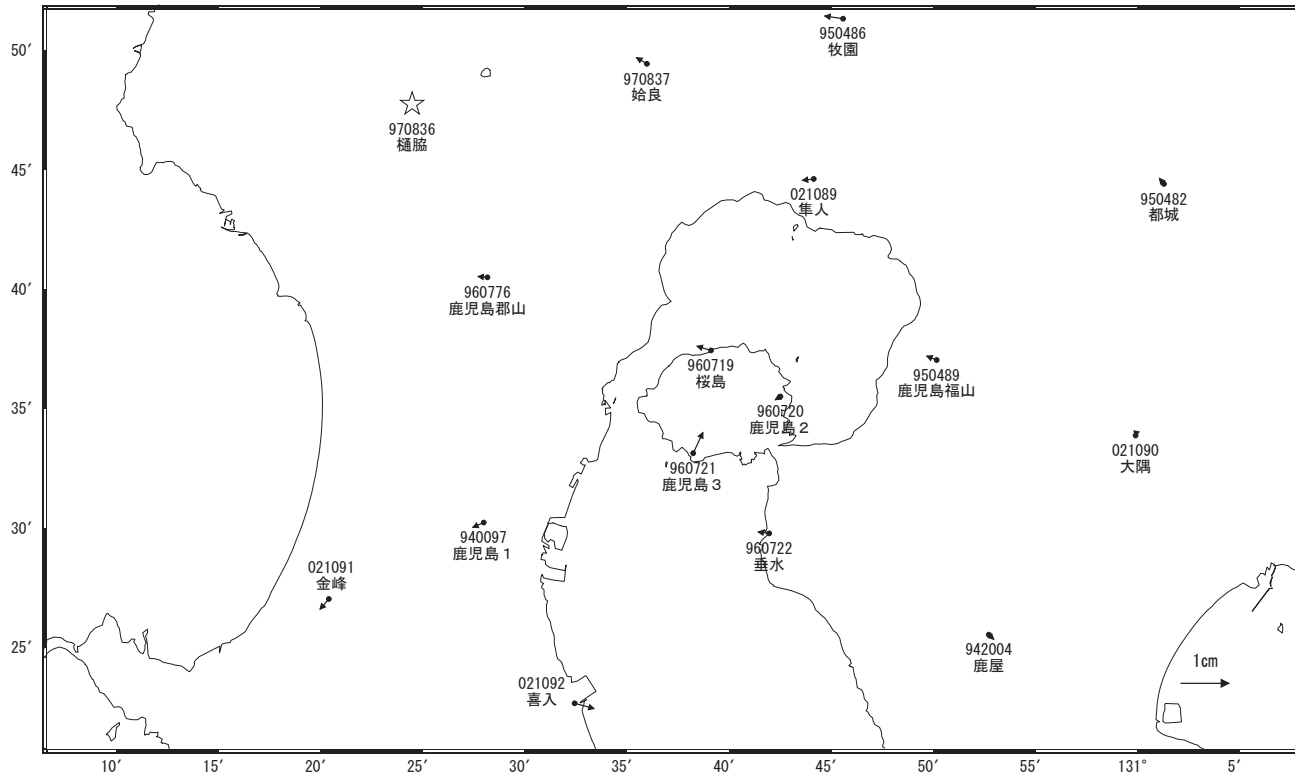 50′
45′
40′
35′
30′
25′
950486
牧園
970837
姶良
970836
樋脇
021089
隼人
950482
都城
960776
鹿児島郡山
960719
桜島
950489
鹿児島福山
960720
鹿児島２
021090
大隅
960721
鹿児島３
940097
鹿児島１
960722
垂水
021091
金峰
942004
鹿屋
1cm
021092
喜入
10′ 15′ 20′ 25′ 30′ 35′ 40′ 45′ 50′ 55′ 131° 5′